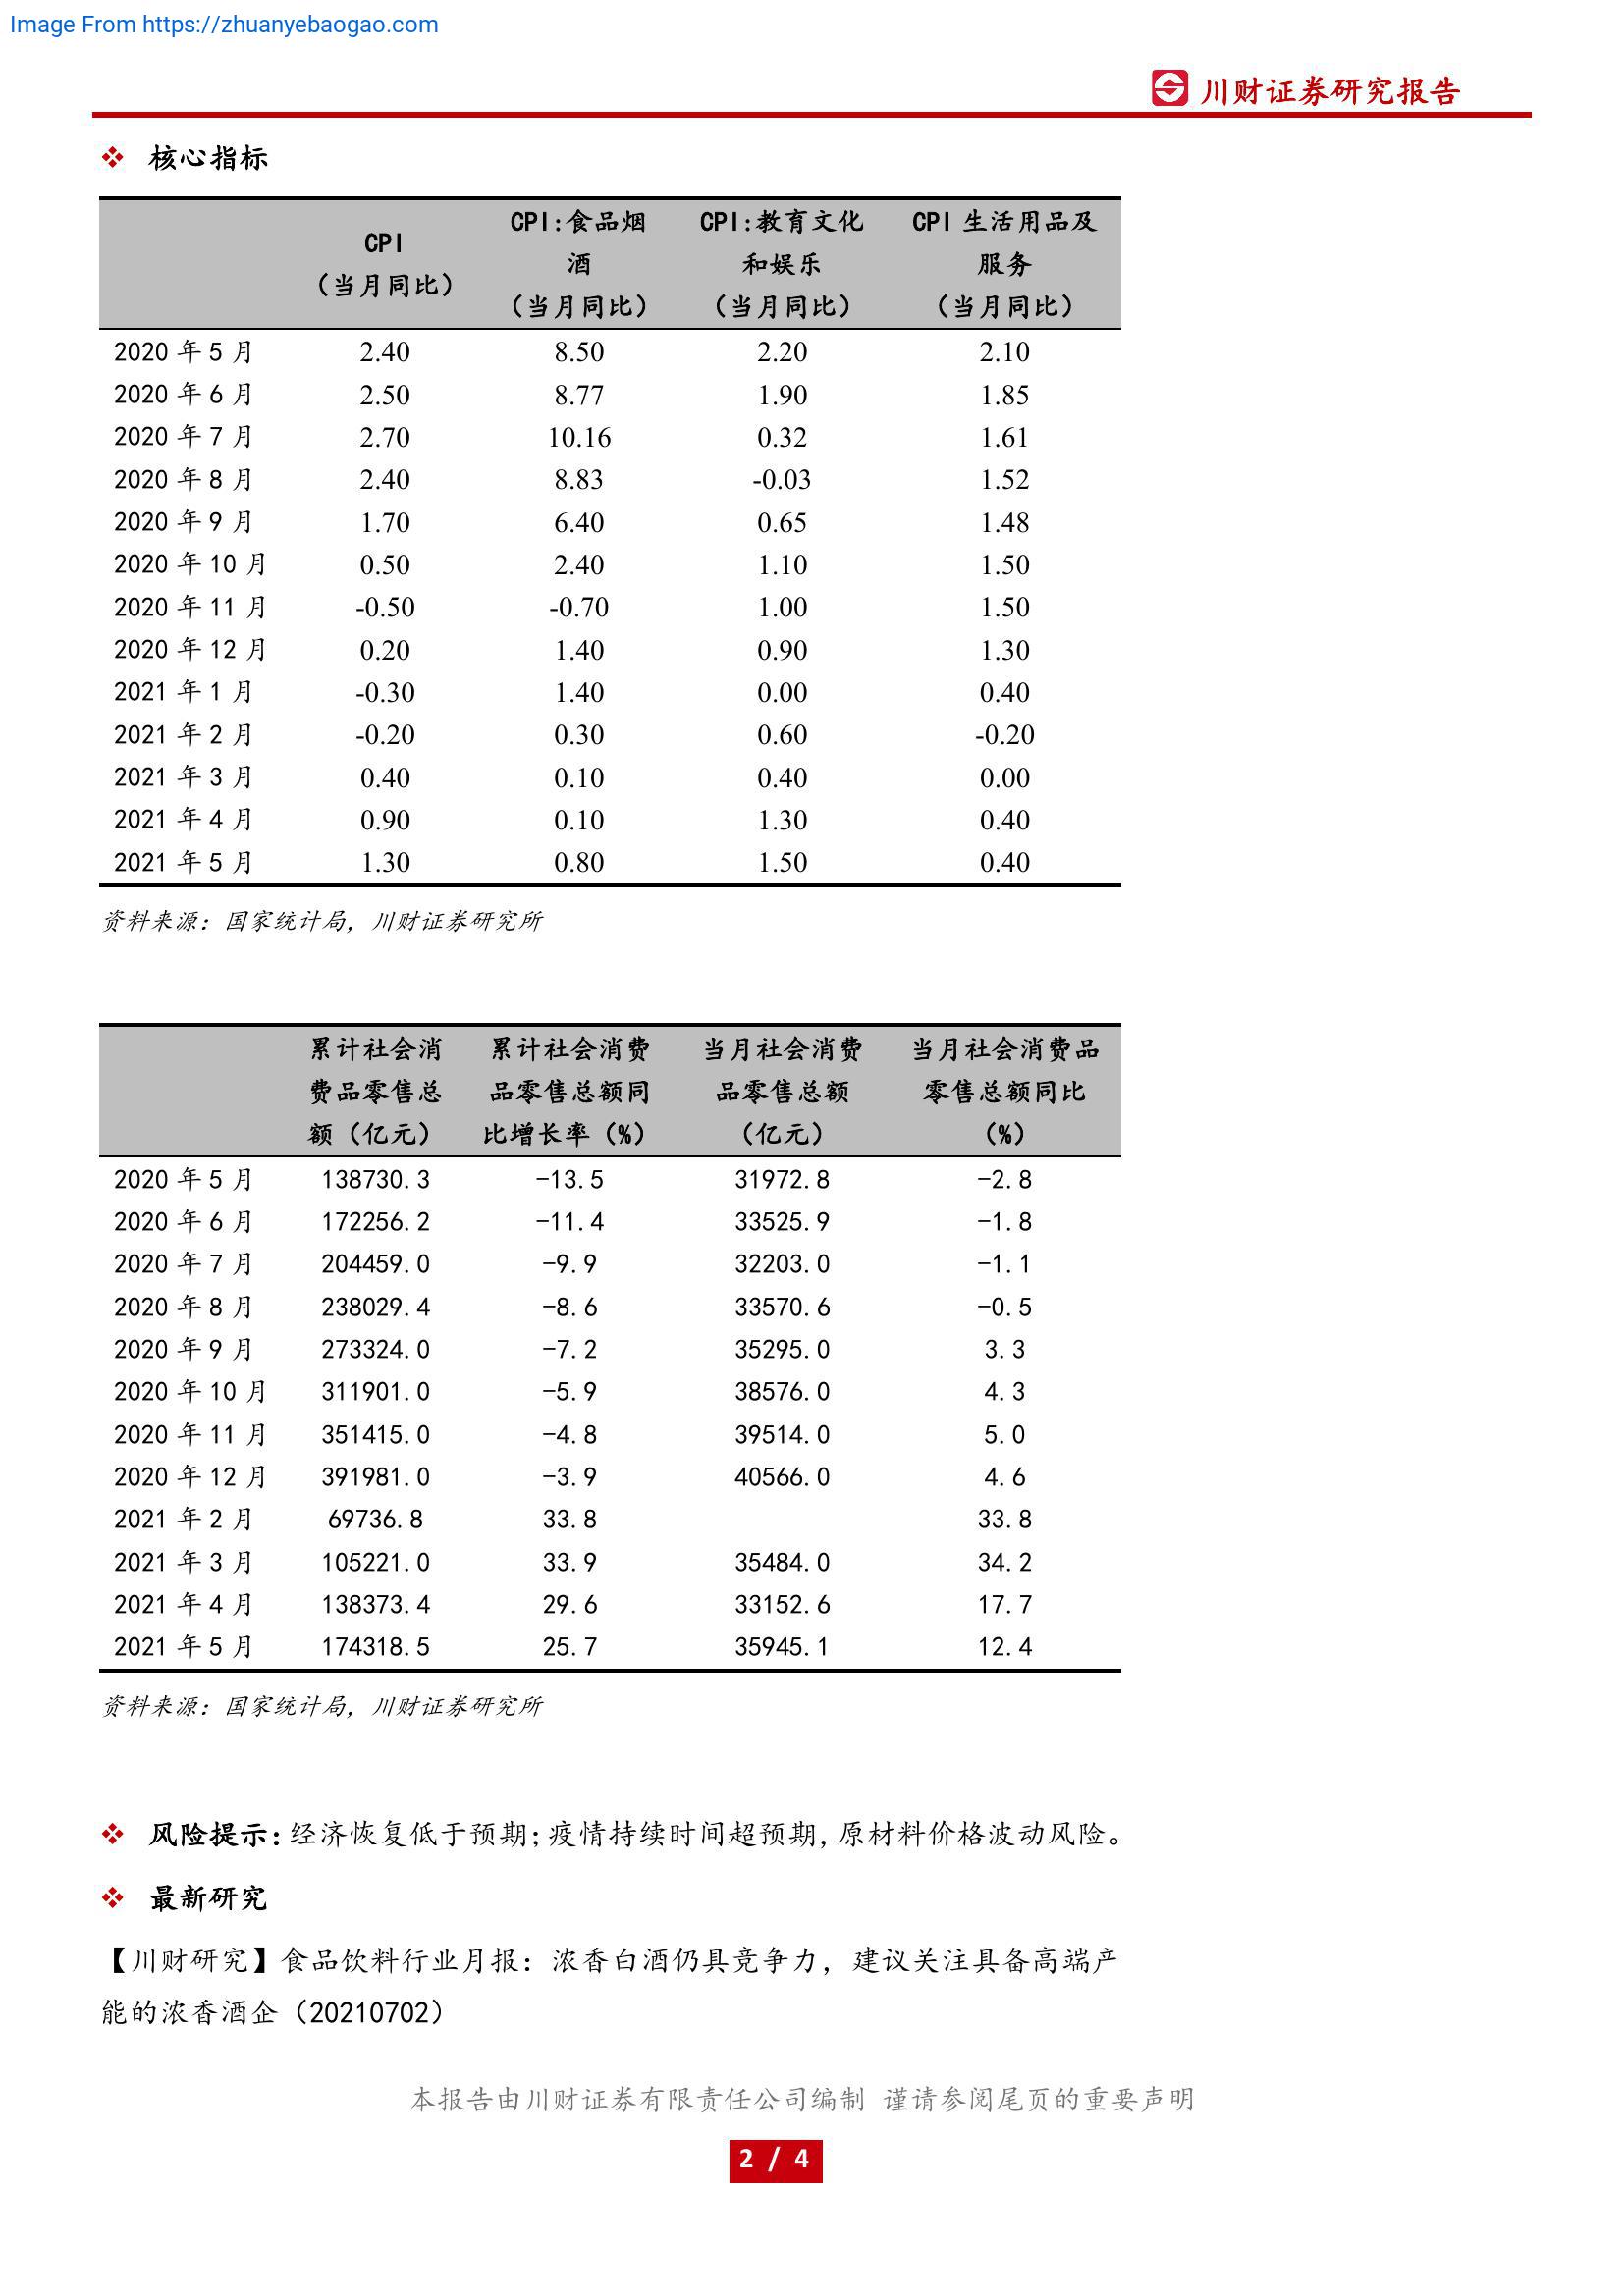 Image From https://zhuanyebaogao.com
川财证券研究报告
核心指标
CPI
（当月同比） CPI:食品烟
酒
（当月同比） CPI:教育文化
和娱乐
（当月同比） CPI 生活用品及
服务
（当月同比）
2020 年 5 月 2.40 8.50 2.20 2.10
2020 年 6 月 2.50 8.77 1.90 1.85
2020 年 7 月 2.70 10.16 0.32 1.61
2020 年 8 月 2.40 8.83 -0.03 1.52
2020 年 9 月 1.70 6.40 0.65 1.48
2020 年 10 月 0.50 2.40 1.10 1.50
2020 年 11 月 -0.50 -0.70 1.00 1.50
2020 年 12 月 0.20 1.40 0.90 1.30
2021 年 1 月 -0.30 1.40 0.00 0.40
2021 年 2 月 -0.20 0.30 0.60 -0.20
2021 年 3 月 0.40 0.10 0.40 0.00
2021 年 4 月 0.90 0.10 1.30 0.40
2021 年 5 月 1.30 0.80 1.50 0.40
资料来源：国家统计局，川财证券研究所
累计社会消
费品零售总
额（亿元） 累计社会消费
品零售总额同
比增长率（%） 当月社会消费
品零售总额
（亿元） 当月社会消费品
零售总额同比
（%）
2020 年 5 月 138730.3 -13.5 31972.8 -2.8
2020 年 6 月 172256.2 -11.4 33525.9 -1.8
2020 年 7 月 204459.0 -9.9 32203.0 -1.1
2020 年 8 月 238029.4 -8.6 33570.6 -0.5
2020 年 9 月 273324.0 -7.2 35295.0 3.3
2020 年 10 月 311901.0 -5.9 38576.0 4.3
2020 年 11 月 351415.0 -4.8 39514.0 5.0
2020 年 12 月 391981.0 -3.9 40566.0 4.6
2021 年 2 月 69736.8 33.8 33.8
2021 年 3 月 105221.0 33.9 35484.0 34.2
2021 年 4 月 138373.4 29.6 33152.6 17.7
2021 年 5 月 174318.5 25.7 35945.1 12.4
资料来源：国家统计局，川财证券研究所
风险提示：经济恢复低于预期；疫情持续时间超预期，原材料价格波动风险。
最新研究
【川财研究】食品饮料行业月报：浓香白酒仍具竞争力，建议关注具备高端产
能的浓香酒企（20210702）
本报告由川财证券有限责任公司编制 谨请参阅尾页的重要声明
2 / 4